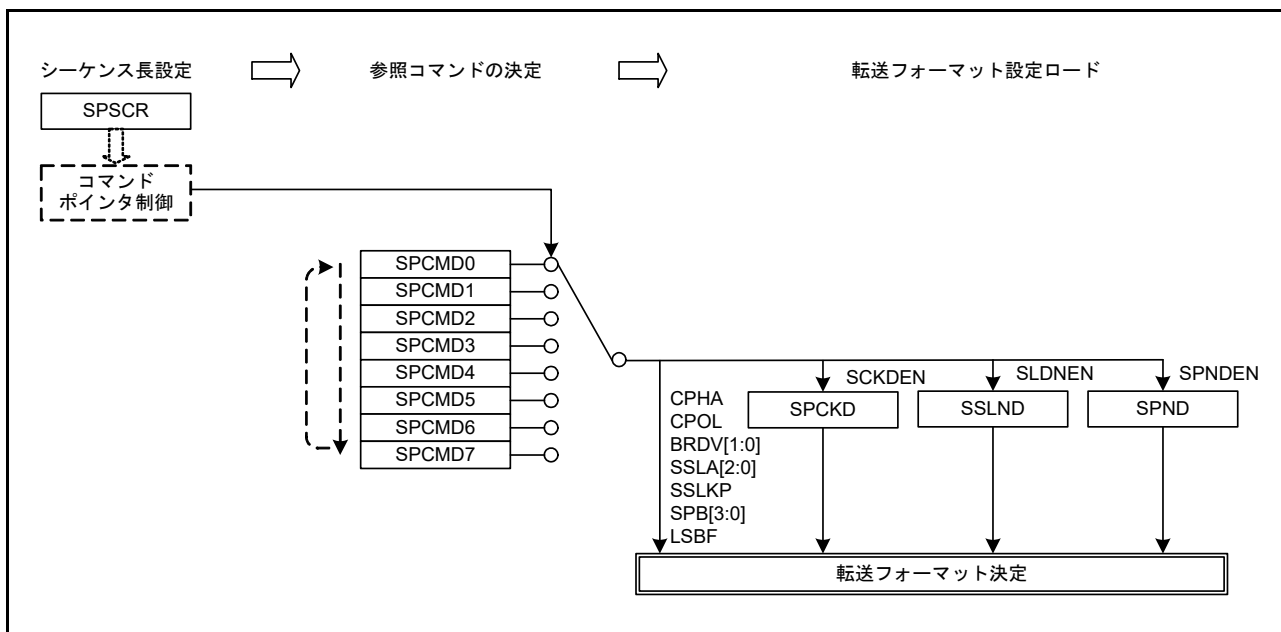 シーケンス長設定
参照コマンドの決定
転送フォーマット設定ロード
SPSCR
コマンド
ポインタ制御
SPCMD0
SPCMD1
SPCMD2
SPCMD3
SPCMD4
SPCMD5
SPCMD6
SPCMD7
SCKDEN
SLDNEN
SPNDEN
CPHA
CPOL
BRDV[1:0]
SSLA[2:0]
SSLKP
SPB[3:0]
LSBF
SPCKD
SSLND
SPND
転送フォーマット決定